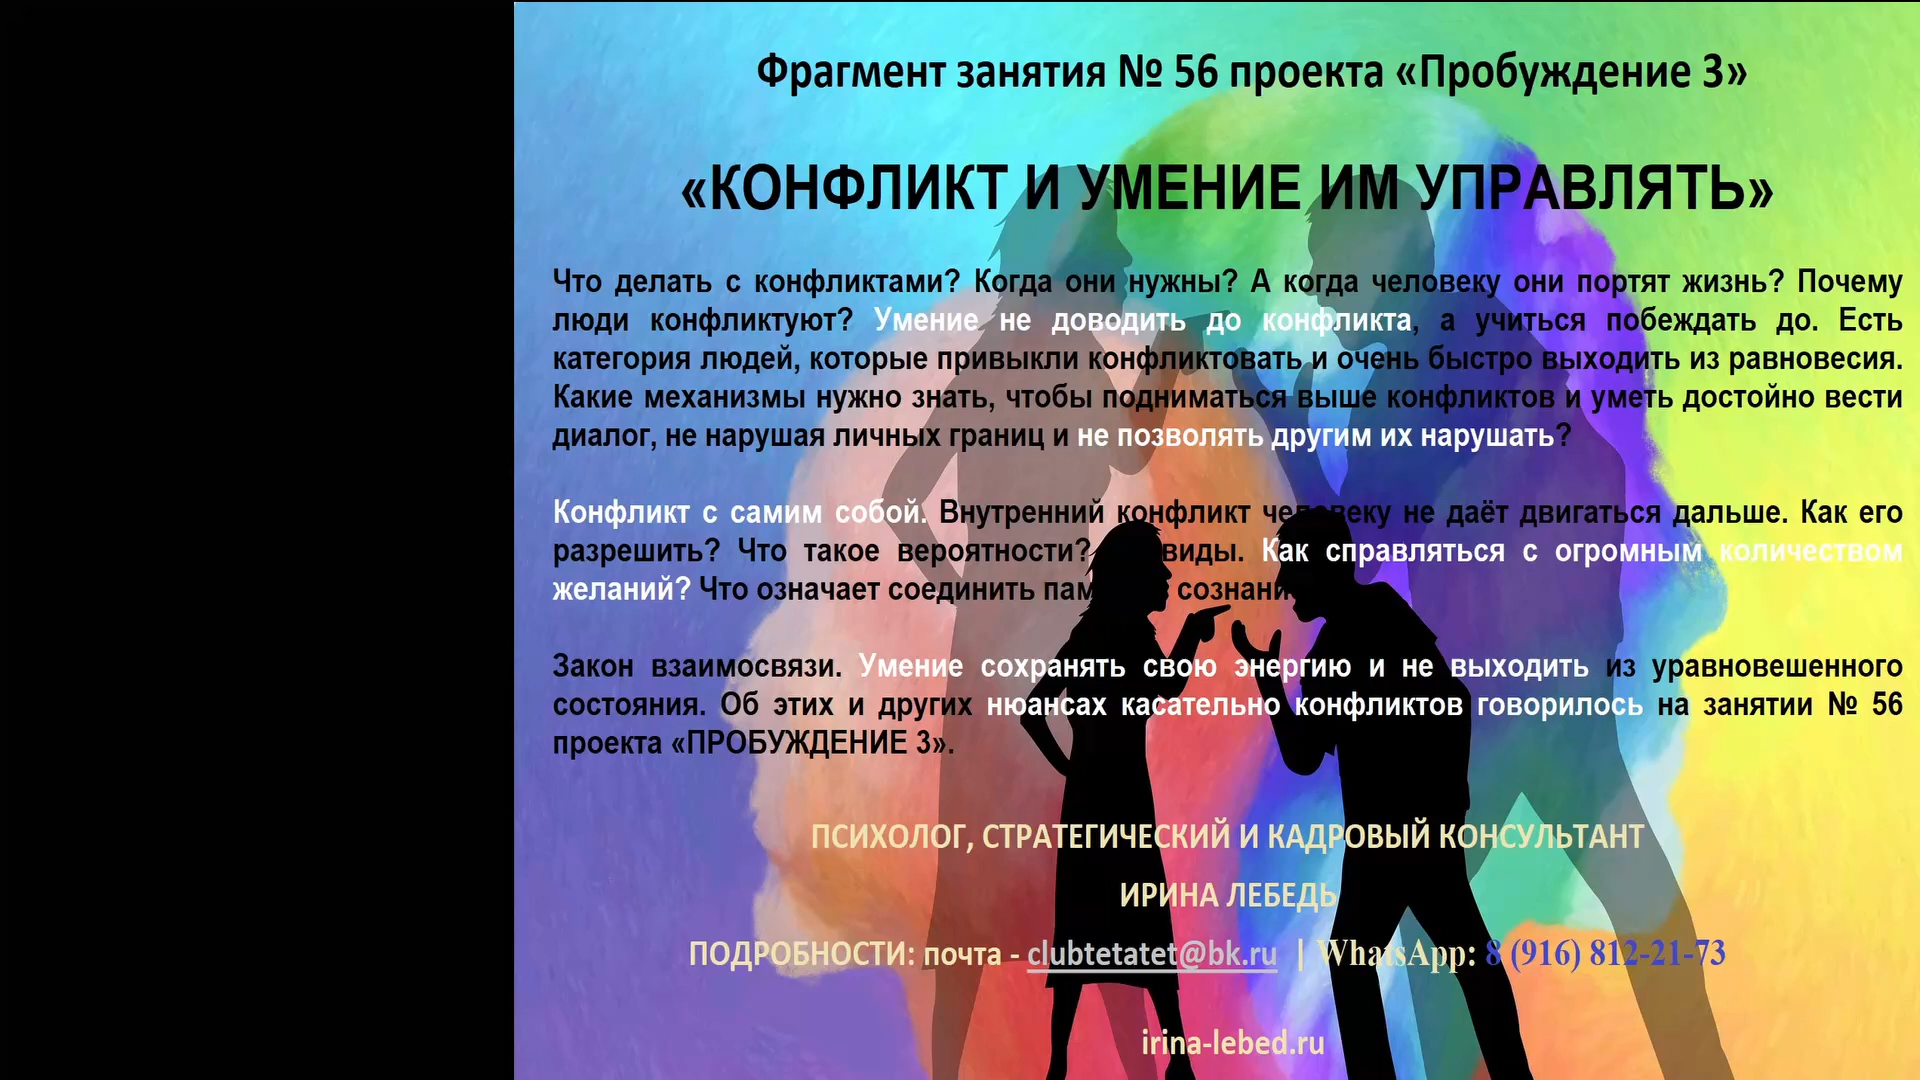 Фрагмент занятия № 56 проекта «Пробуждение 3»
«КОНФЛИКТ И УМЕНИЕ ИМ УПРАВЛЯТЬ»
Что делать с конфликтами? Когда они нужны? А когда человеку они портят жизнь? Почему
люди конфликтуют? Умение не доводить до конфликта, а учиться побеждать до. Есть
категория людей, которые привыкли конфликтовать и очень быстро выходить из равновесия.
Какие механизмы нужно знать, чтобы подниматься выше конфликтов и уметь достойно вести
диалог, не нарушая личных границ и не позволять другим их нарушать?
Конфликт с самим собой. Внутренний конфликт человеку не даёт двигаться дальше. Как его
разрешить? Что такое вероятности? виды. Как справляться с огромным количеством
желаний? Что означает соединить
Закон взаимосвязи. Умение сохранять свою энергию и не выходить из уравновешенного
состояния. Об этих и других нюансах касательно конфликтов говорилось на занятии № 56
проекта «ПРОБУЖДЕНИЕ 3».
ПСИХОЛОГ, СТРАТЕГИЧЕСКИЙ И КАДРОВЫЙ КОНСУЛЬТАНТ
ИРИНА ЛЕБЕДЬ
ПОДРОБНОСТИ: почта - clubtetatet@bk.ru | WhatsApp: 8 (916) 812-21-73
irina-lebed.ru